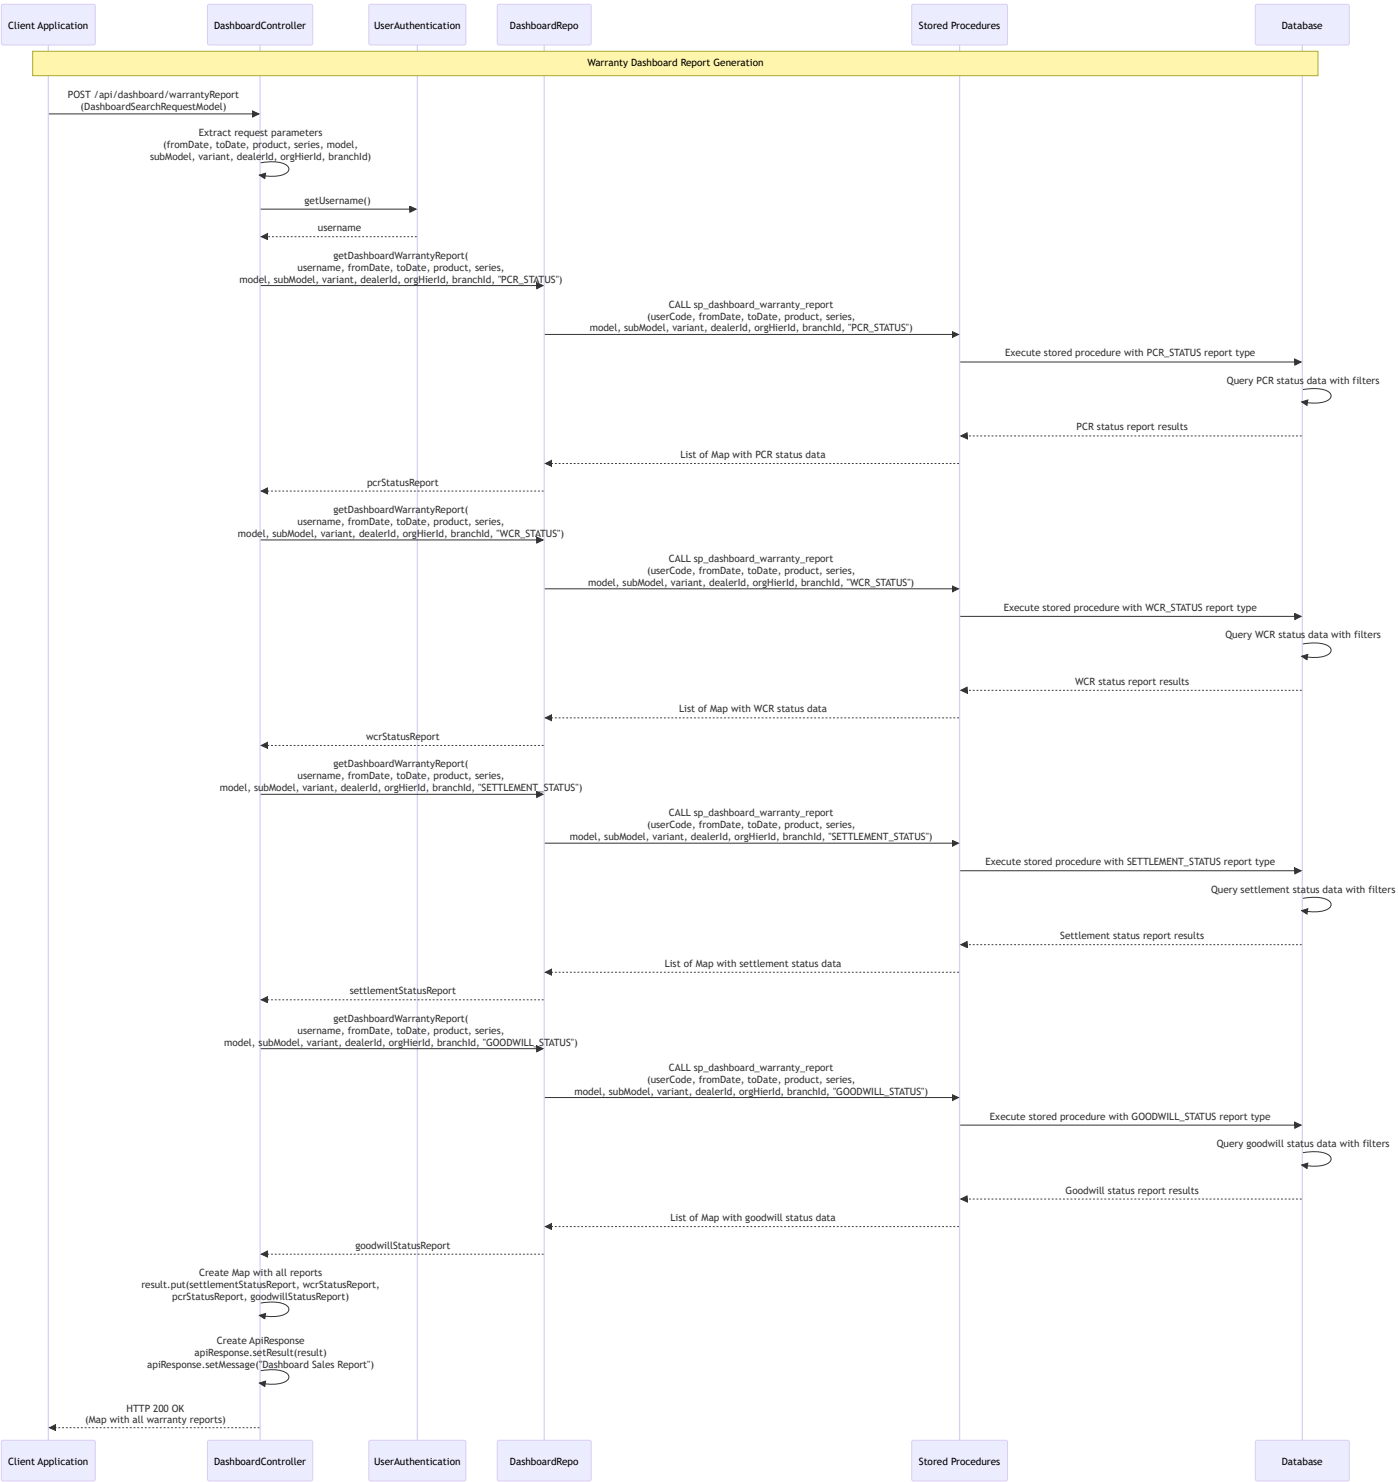 Client Application
DashboardController
UserAuthentication
DashboardRepo
Stored Procedures
Database
Warranty Dashboard Report Generation
POST /api/dashboard/warrantyReport
(DashboardSearchRequestModel)
Extract request parameters
(fromDate, toDate, product, series, model,
subModel, variant, dealerId, orgHierId, branchId)
getUsername()
username
getDashboardWarrantyReport(
username, fromDate, toDate, product, series,
model, subModel, variant, dealerId, orgHierId, branchId, "PCR_STATUS")
CALL sp_dashboard_warranty_report
(userCode, fromDate, toDate, product, series,
model, subModel, variant, dealerId, orgHierId, branchId, "PCR_STATUS")
Execute stored procedure with PCR_STATUS report type
Query PCR status data with filters
PCR status report results
List of Map with PCR status data
pcrStatusReport
getDashboardWarrantyReport(
username, fromDate, toDate, product, series,
model, subModel, variant, dealerId, orgHierId, branchId, "WCR_STATUS")
CALL sp_dashboard_warranty_report
(userCode, fromDate, toDate, product, series,
model, subModel, variant, dealerId, orgHierId, branchId, "WCR_STATUS")
Execute stored procedure with WCR_STATUS report type
Query WCR status data with filters
WCR status report results
List of Map with WCR status data
wcrStatusReport
getDashboardWarrantyReport(
username, fromDate, toDate, product, series,
model, subModel, variant, dealerId, orgHierId, branchId, "SETTLEMENT_STATUS")
CALL sp_dashboard_warranty_report
(userCode, fromDate, toDate, product, series,
model, subModel, variant, dealerId, orgHierId, branchId, "SETTLEMENT_STATUS")
Execute stored procedure with SETTLEMENT_STATUS report type
Query settlement status data with filters
Settlement status report results
List of Map with settlement status data
settlementStatusReport
getDashboardWarrantyReport(
username, fromDate, toDate, product, series,
model, subModel, variant, dealerId, orgHierId, branchId, "GOODWILL_STATUS")
CALL sp_dashboard_warranty_report
(userCode, fromDate, toDate, product, series,
model, subModel, variant, dealerId, orgHierId, branchId, "GOODWILL_STATUS")
Execute stored procedure with GOODWILL_STATUS report type
Query goodwill status data with filters
Goodwill status report results
List of Map with goodwill status data
goodwillStatusReport
Create Map with all reports
result.put(settlementStatusReport, wcrStatusReport,
pcrStatusReport, goodwillStatusReport)
Create ApiResponse
apiResponse.setResult(result)
apiResponse.setMessage("Dashboard Sales Report")
HTTP 200 OK
(Map with all warranty reports)
Client Application
DashboardController
UserAuthentication
DashboardRepo
Stored Procedures
Database